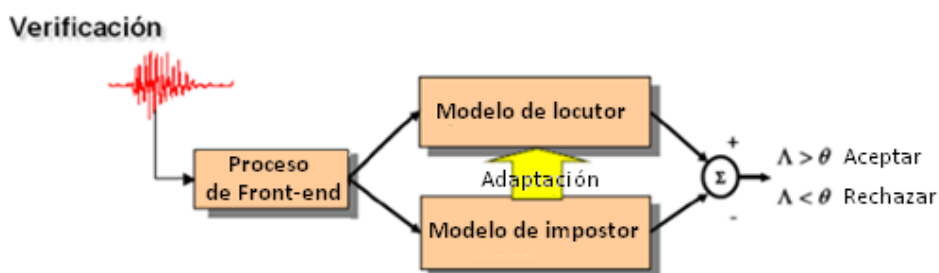 Verificación
Modelo de locutor
Proceso
de Front-end
Adaptación
Modelo de impostor
+
Σ
-
Λ > θ Aceptar
Λ < θ Rechazar